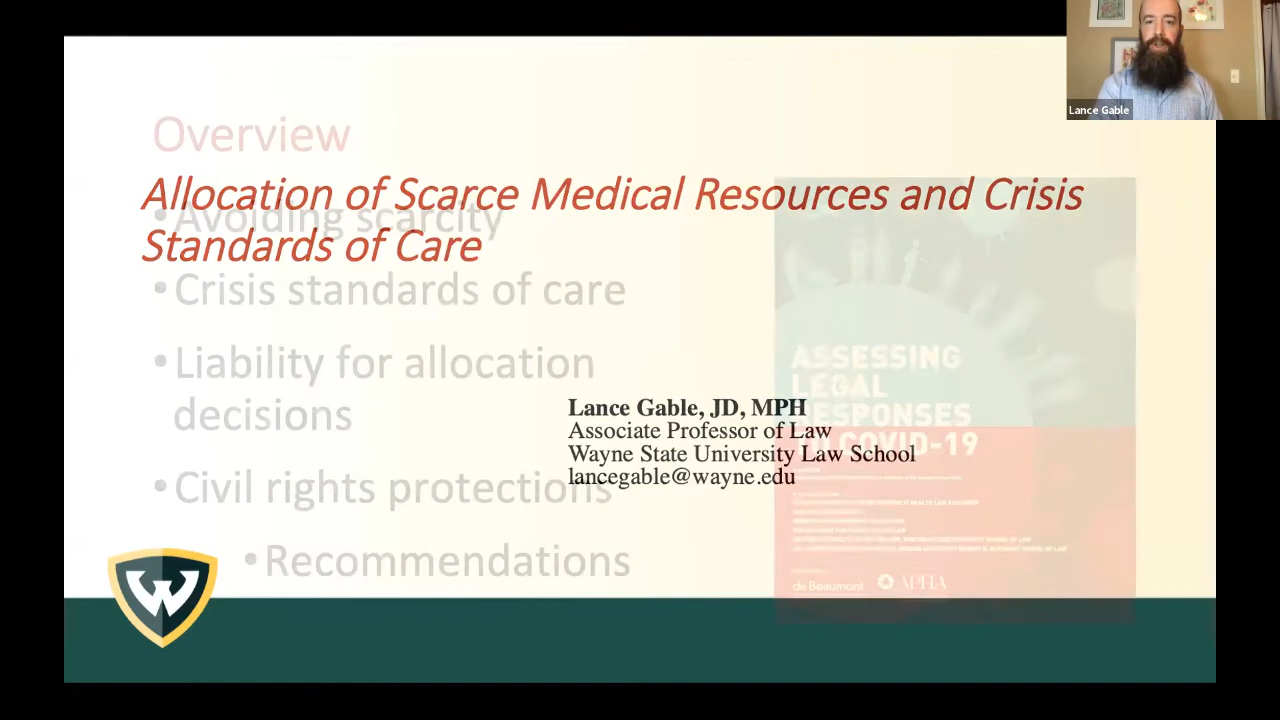 Lance Gable
Overview
Allocation of Scarce Medical Resources and Crisis
Standards of Care
• Avoiding scarcity
• Crisis standards of care
• Liability for allocation
decisions
• Civil rights protections
• Recommendations
Lance Gable, JD, MPH
Associate Professor of Law
Wayne State University Law School
lancegable@wayne.edu
ASSESSING
LEGAL
RESPONSES
TO COVID-19
de Beaumont
APHA
W